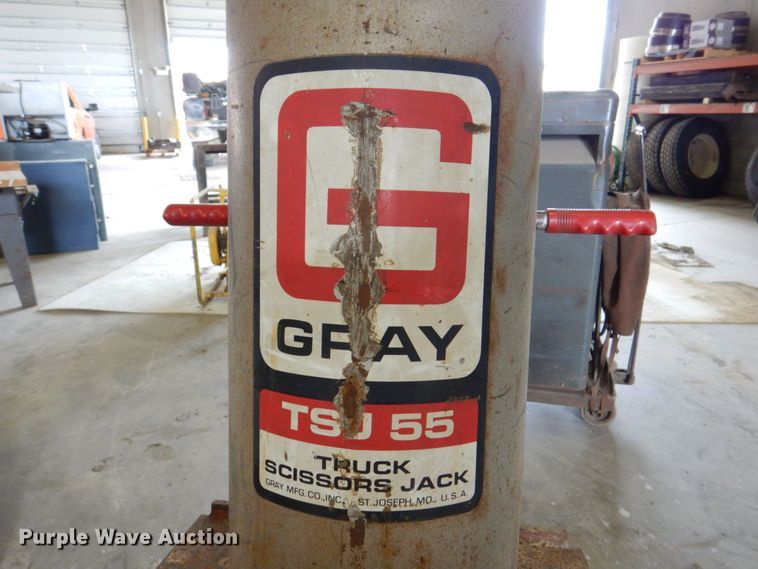 G
GRAY
®
TSJ 55
TRUCK
SCISSORS JACK
GRAY MFG. CO., INC., ST. JOSEPH, MO., U.S.A.
Purple Wave Auction